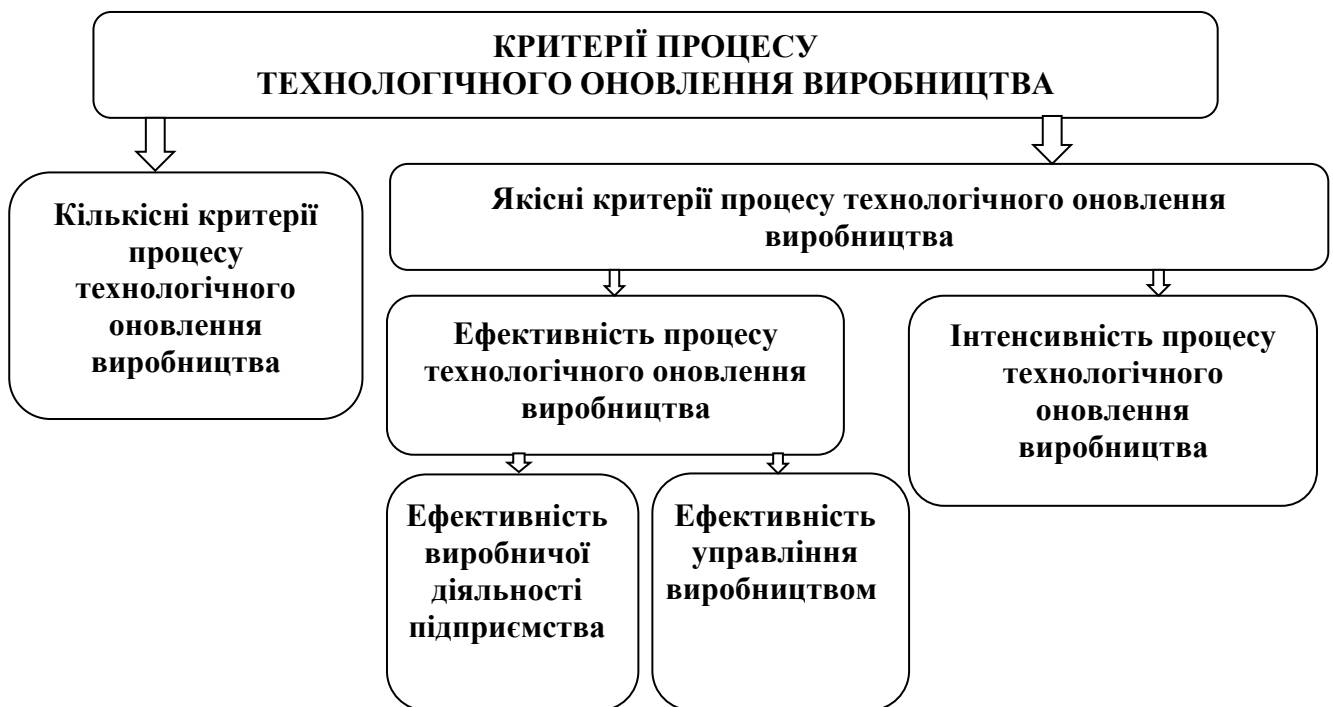 КРИТЕРІЇ ПРОЦЕСУ
ТЕХНОЛОГІЧНОГО ОНОВЛЕННЯ ВИРОБНИЦТВА
Кількісні критерії
процесу
технологічного
оновлення
виробництва
Якісні критерії процесу технологічного оновлення
виробництва
Ефективність процесу
технологічного оновлення
виробництва
Інтенсивність процесу
технологічного
оновлення
виробництва
Ефективність
виробничої
діяльності
підприємства
Ефективність
управління
виробництвом